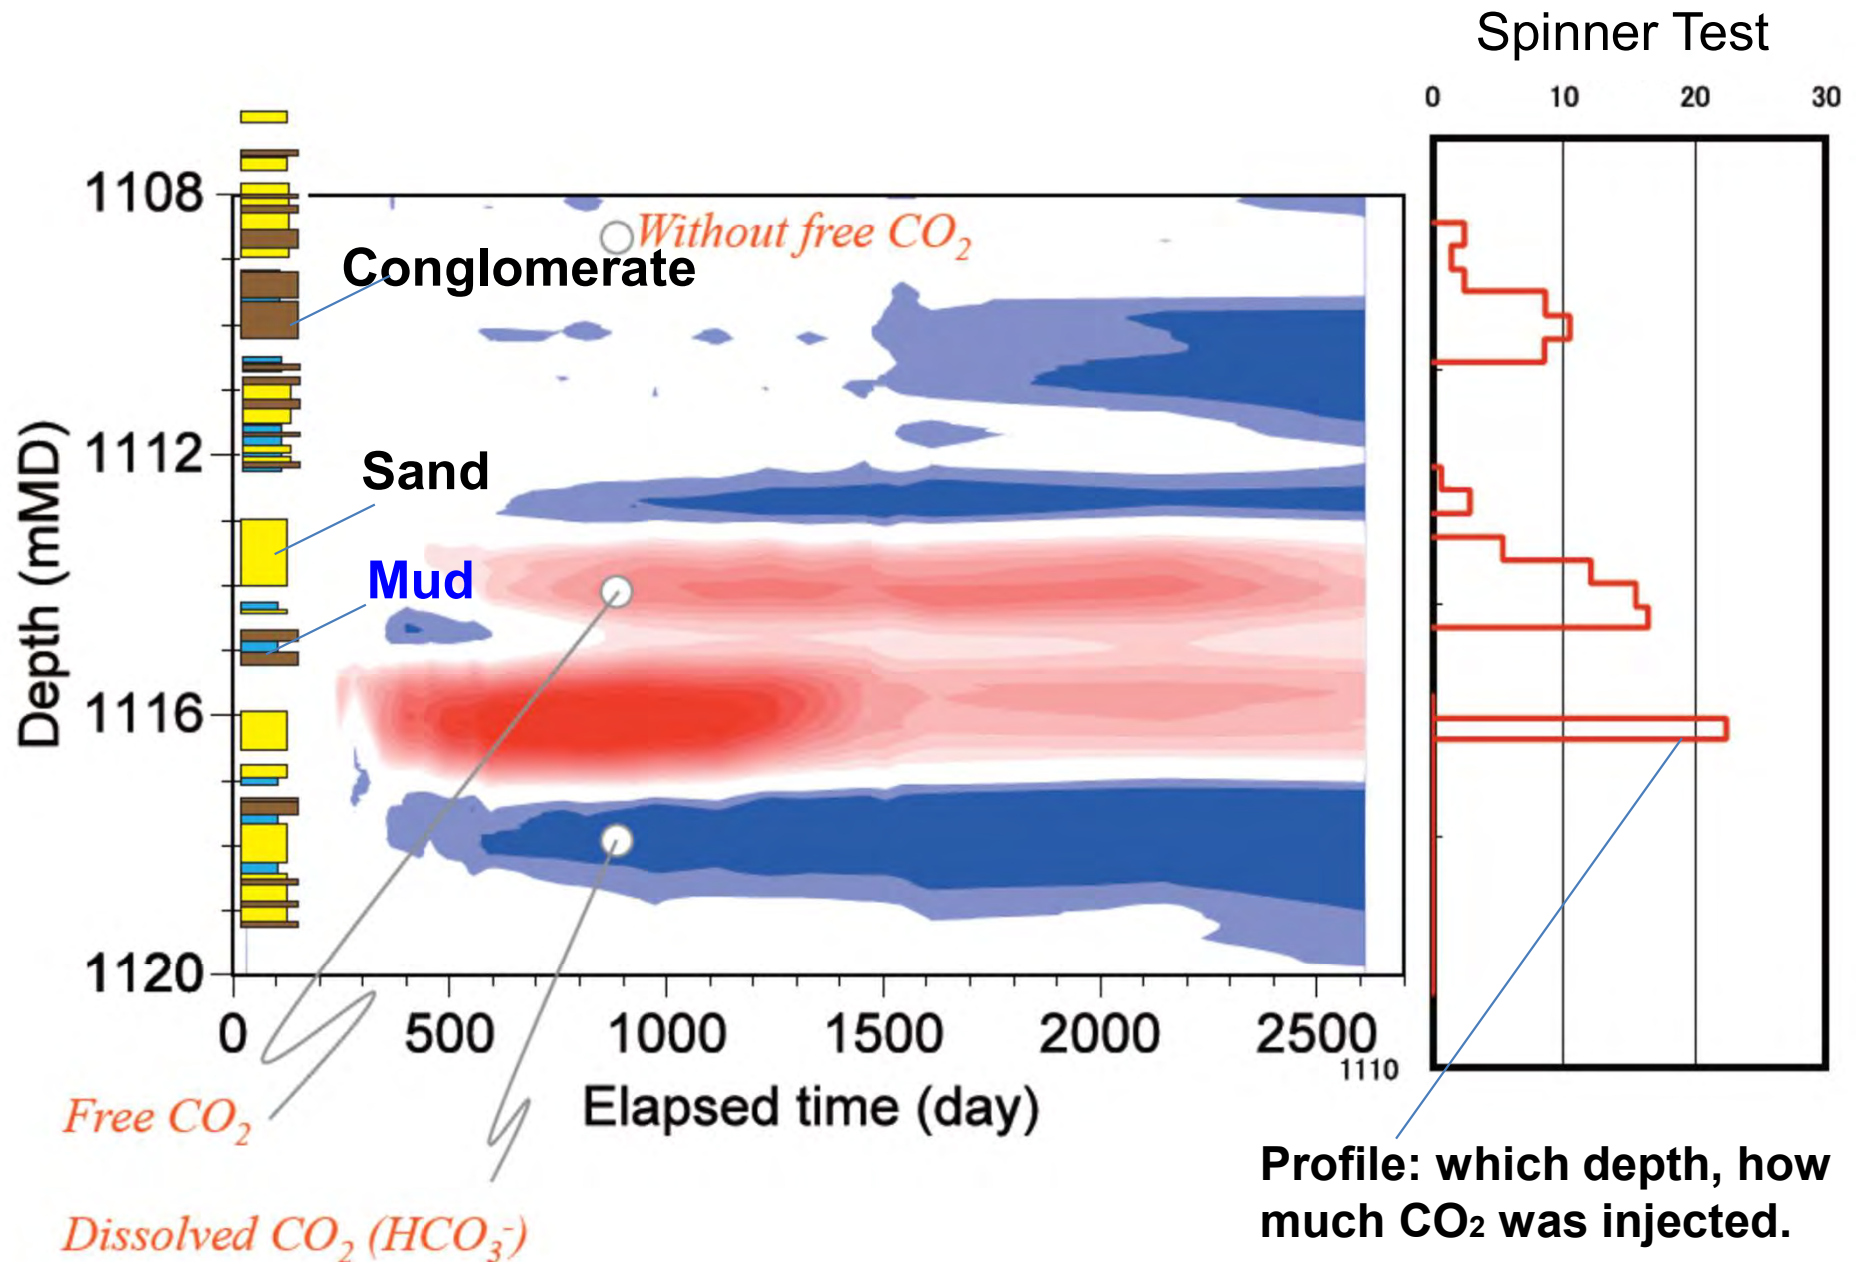 Spinner Test
0 10 20 30
1108
Without free CO₂
Conglomerate
1112
Sand
Mud
Depth (mMD)
1116
1120
0 500 1000 1500 2000 2500
1110
Elapsed time (day)
Free CO₂
Dissolved CO₂ (HCO₃⁻)
Profile: which depth, how
much CO₂ was injected.